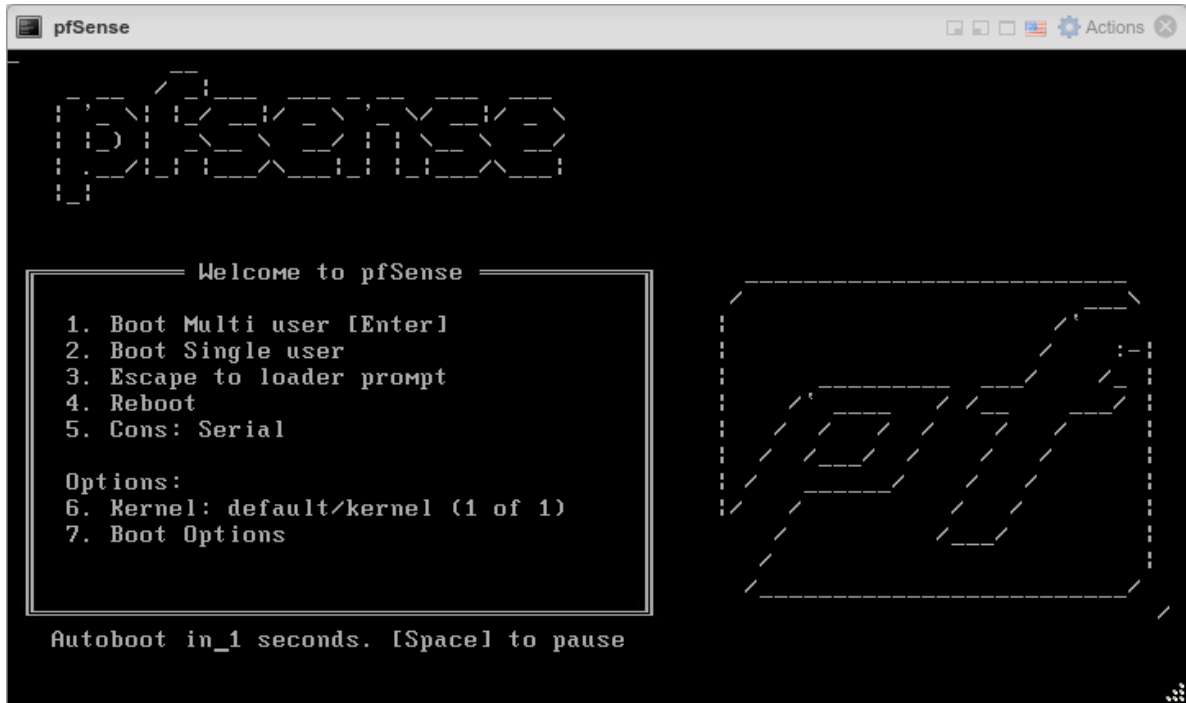 pfSense
Actions
pfsense
Welcome to pfSense
1. Boot Multi user [Enter]
2. Boot Single user
3. Escape to loader prompt
4. Reboot
5. Cons: Serial
Options:
6. Kernel: default/kernel (1 of 1)
7. Boot Options
pf
Autoboot in 1 seconds. [Space] to pause